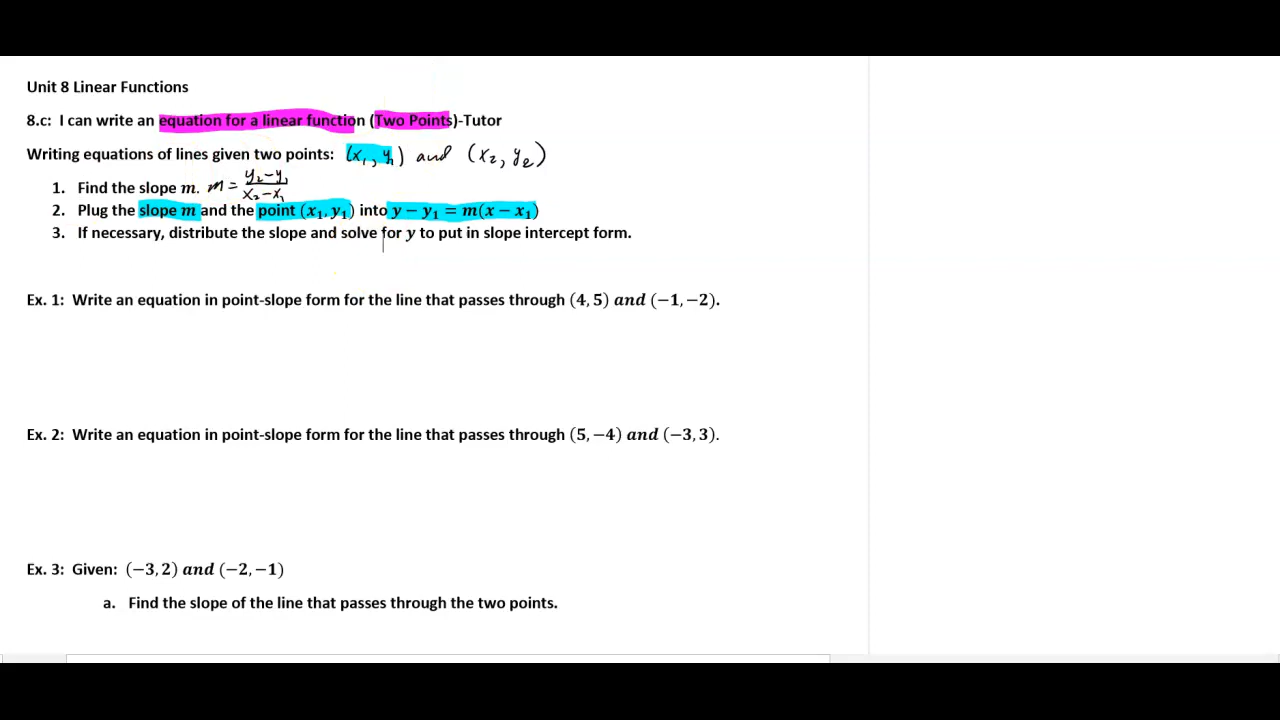 Unit 8 Linear Functions
8.c: I can write an equation for a linear function (Two Points)-Tutor
Writing equations of lines given two points: (x₁, y₁) and (x₂, y₂)
1. Find the slope m. m = y₂-y₁ / x₂-x₁
2. Plug the slope m and the point (x₁, y₁) into y − y₁ = m(x − x₁)
3. If necessary, distribute the slope and solve for y to put in slope intercept form.
Ex. 1: Write an equation in point-slope form for the line that passes through (4, 5) and (−1, −2).
Ex. 2: Write an equation in point-slope form for the line that passes through (5, −4) and (−3, 3).
Ex. 3: Given: (−3, 2) and (−2, −1)
a. Find the slope of the line that passes through the two points.